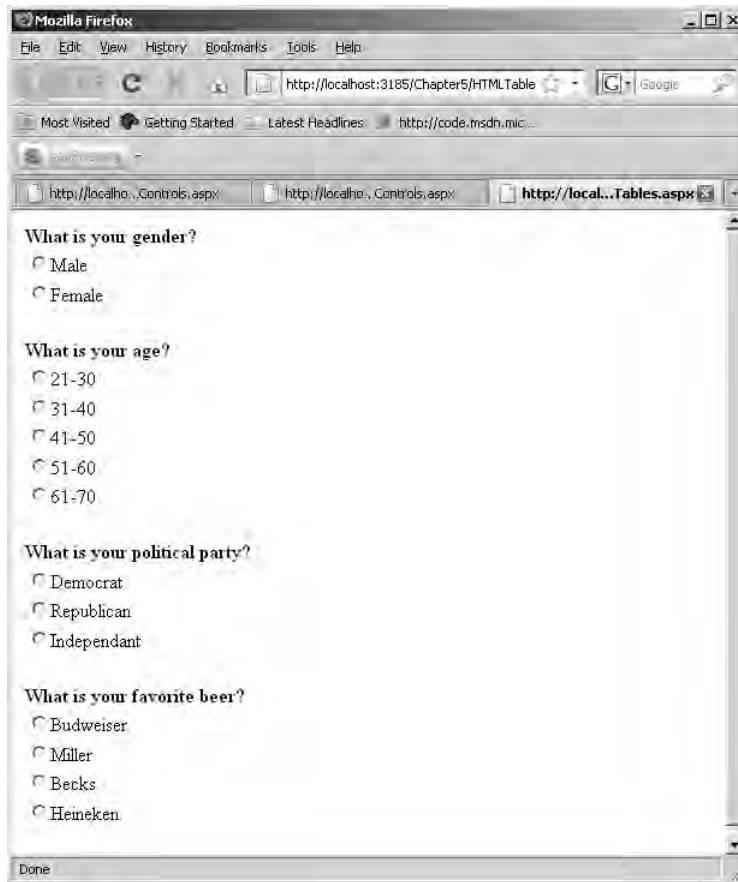 Mozilla Firefox
File Edit View History Bookmarks Tools Help
http://localhost:3185/Chapter5/HTMLTable G Google
Most Visited Getting Started Latest Headlines http://code.msdn.mic...
http://localho...Controls.aspx http://localho...Controls.aspx http://local...Tables.aspx
What is your gender?
Male
Female
What is your age?
21-30
31-40
41-50
51-60
61-70
What is your political party?
Democrat
Republican
Independant
What is your favorite beer?
Budweiser
Miller
Becks
Heineken
Done